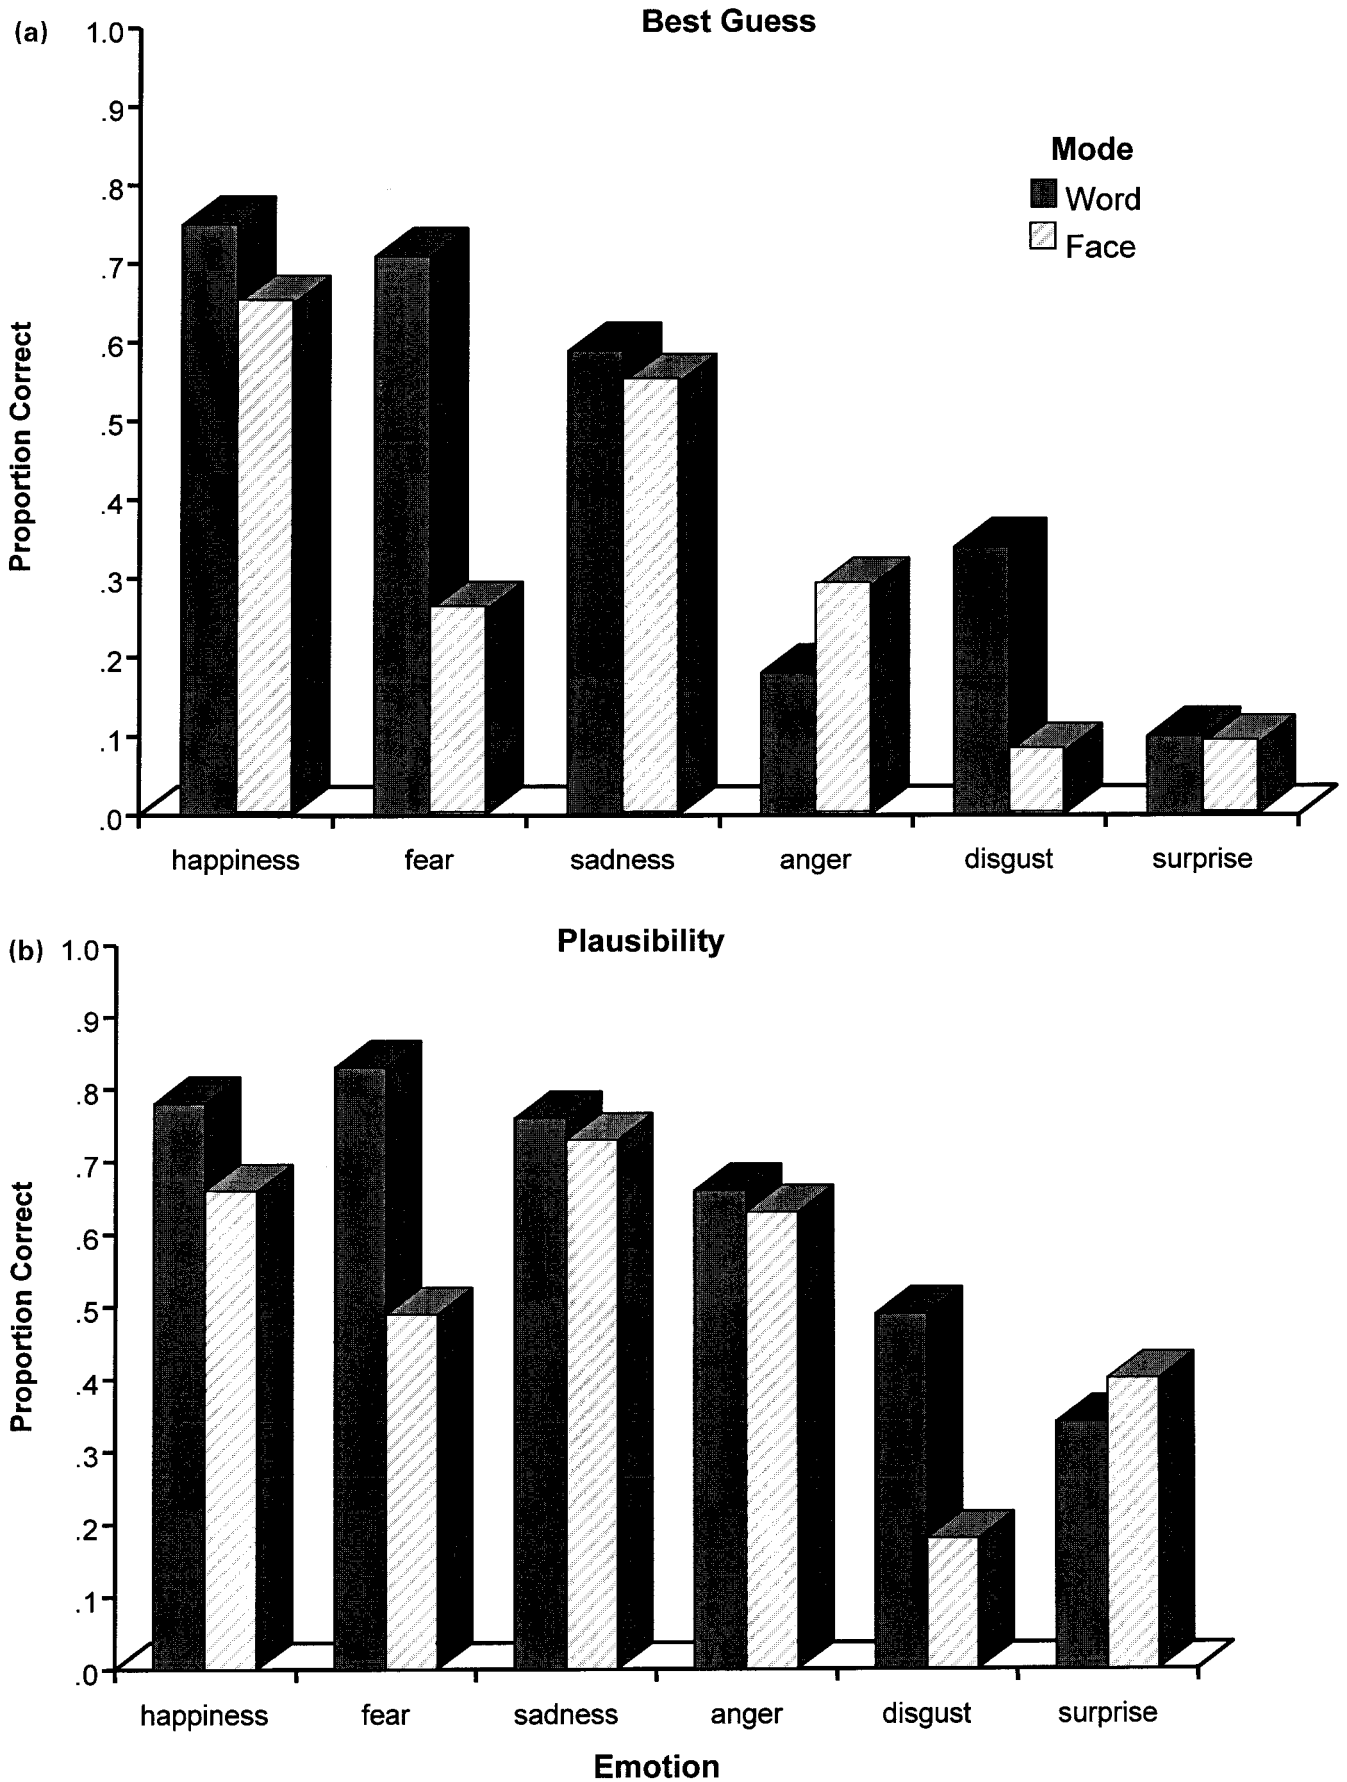 (a)
Best Guess
1.0
.9
.8
.7
.6
.5
.4
.3
.2
.1
.0
Proportion Correct
Mode
Word
Face
happiness fear sadness anger disgust surprise
(b)
Plausibility
1.0
.9
.8
.7
.6
.5
.4
.3
.2
.1
.0
Proportion Correct
happiness fear sadness anger disgust surprise
Emotion